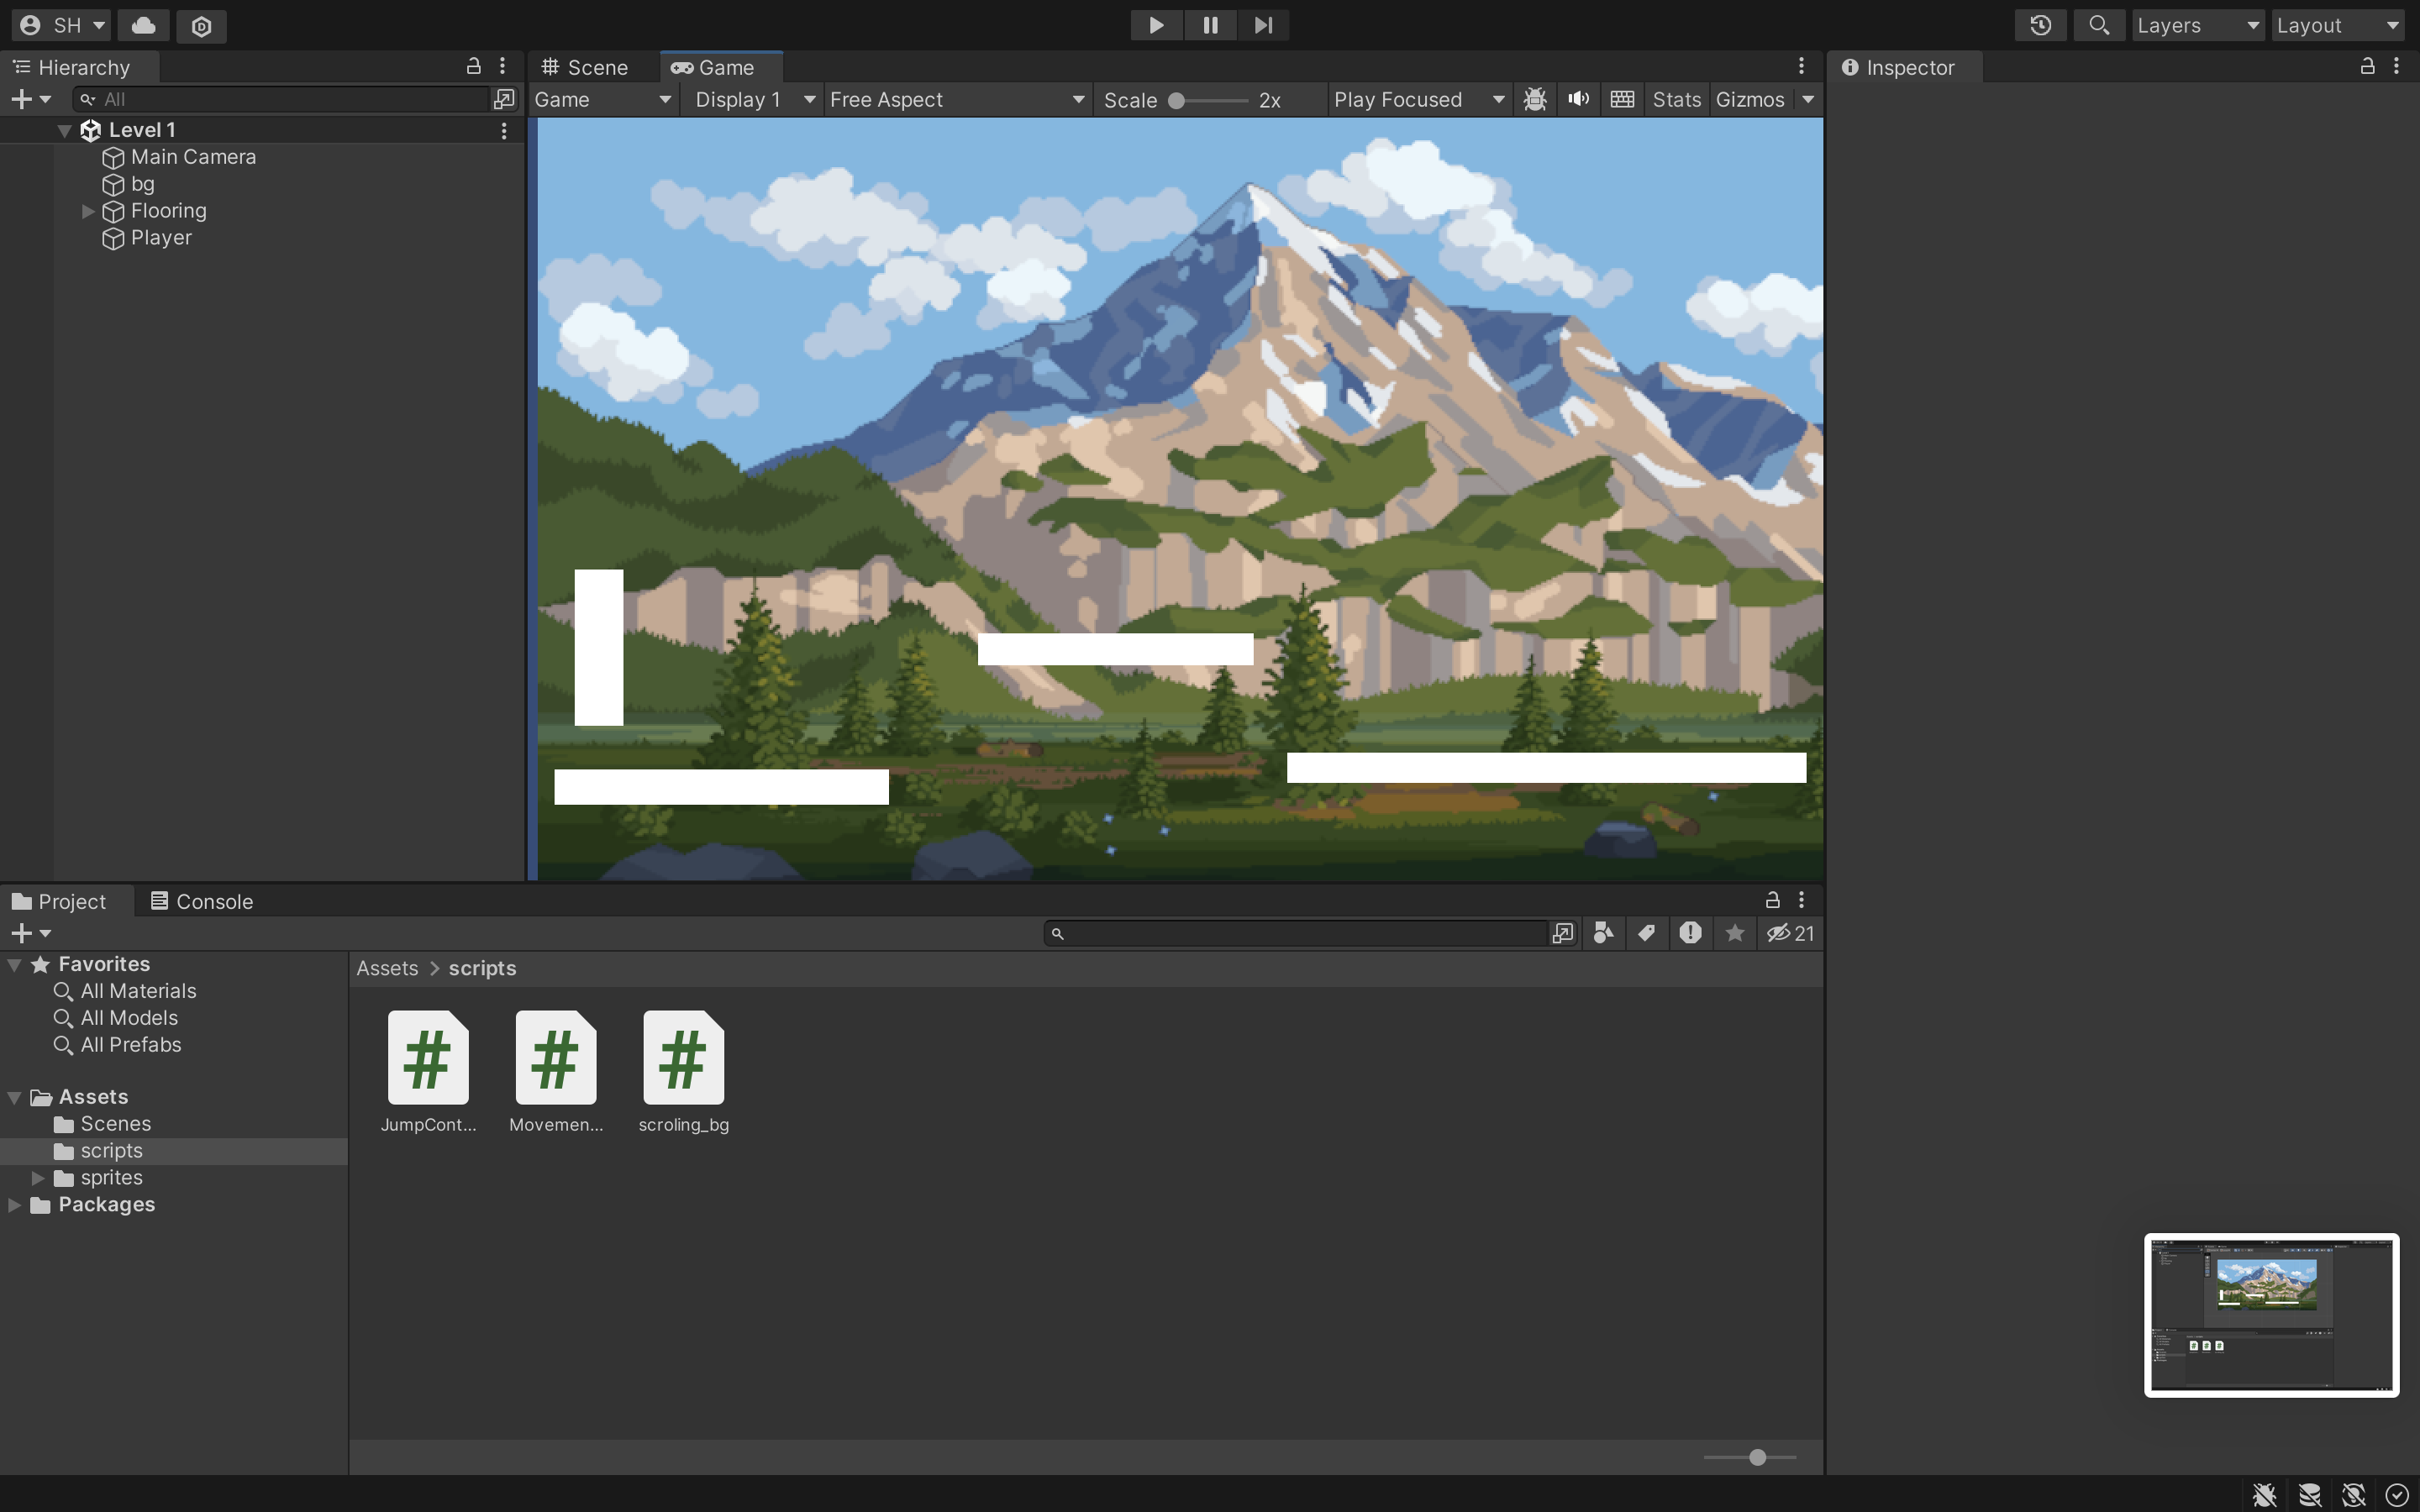 SH
Layers
Layout
Hierarchy
Scene
Game
Inspector
All
Game
Display 1
Free Aspect
Scale
2x
Play Focused
Stats
Gizmos
Level 1
Main Camera
bg
Flooring
Player
Project
Console
21
Favorites
All Materials
All Models
All Prefabs
Assets
Scenes
scripts
sprites
Packages
Assets > scripts
JumpCont...
Movemen...
scroling_bg